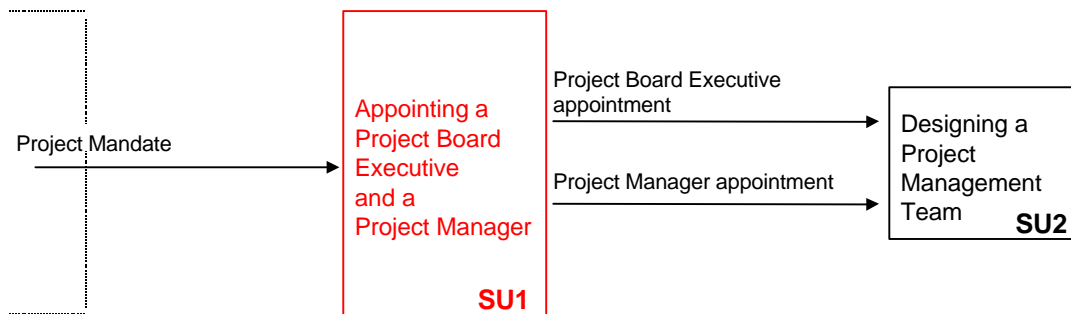 Project Mandate
Appointing a
Project Board
Executive
and a
Project Manager
SU1
Project Board Executive
appointment
Project Manager appointment
Designing a
Project
Management
Team
SU2